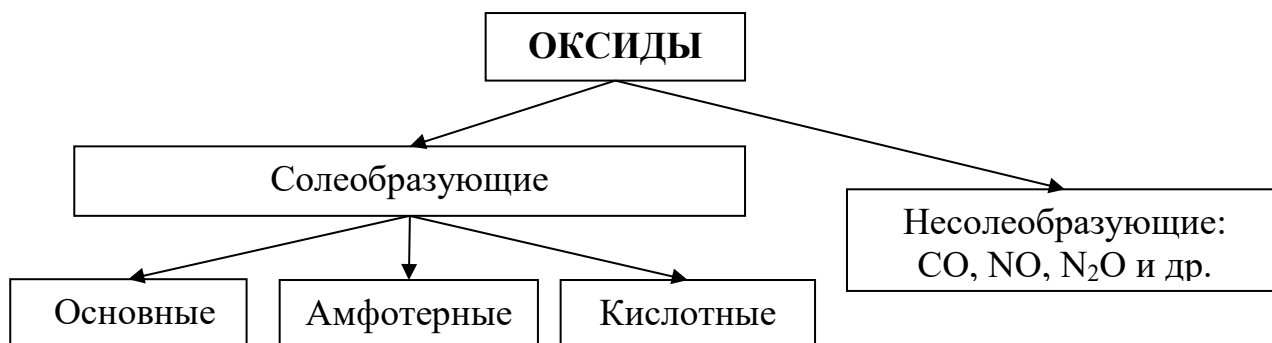 ОКСИДЫ
Солеобразующие
Несолеобразующие:
CO, NO, N₂O и др.
Основные
Амфотерные
Кислотные